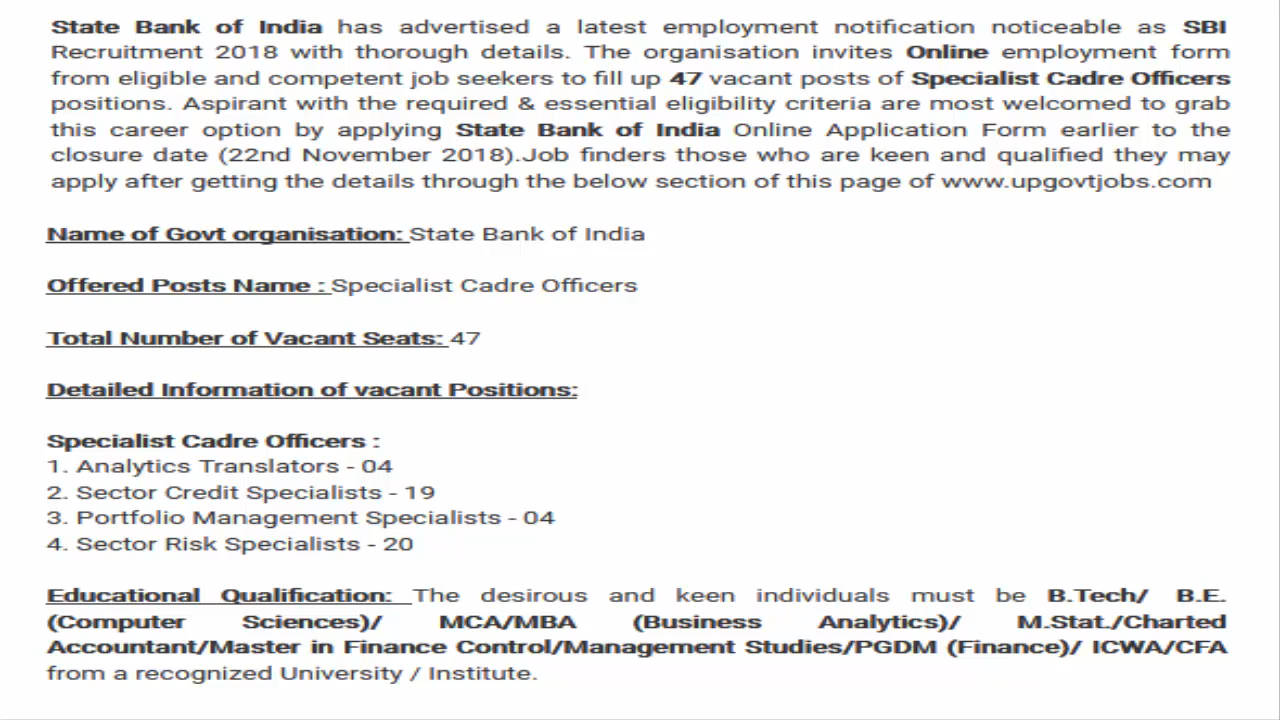 State Bank of India has advertised a latest employment notification noticeable as SBI
Recruitment 2018 with thorough details. The organisation invites Online employment form
from eligible and competent job seekers to fill up 47 vacant posts of Specialist Cadre Officers
positions. Aspirant with the required & essential eligibility criteria are most welcomed to grab
this career option by applying State Bank of India Online Application Form earlier to the
closure date (22nd November 2018).Job finders those who are keen and qualified they may
apply after getting the details through the below section of this page of www.upgovtjobs.com
Name of Govt organisation: State Bank of India
Offered Posts Name : Specialist Cadre Officers
Total Number of Vacant Seats: 47
Detailed Information of vacant Positions:
Specialist Cadre Officers :
1. Analytics Translators - 04
2. Sector Credit Specialists - 19
3. Portfolio Management Specialists - 04
4. Sector Risk Specialists - 20
Educational Qualification: The desirous and keen individuals must be B.Tech/ B.E.
(Computer Sciences)/ MCA/MBA (Business Analytics)/ M.Stat./Charted
Accountant/Master in Finance Control/Management Studies/PGDM (Finance)/ ICWA/CFA
from a recognized University / Institute.